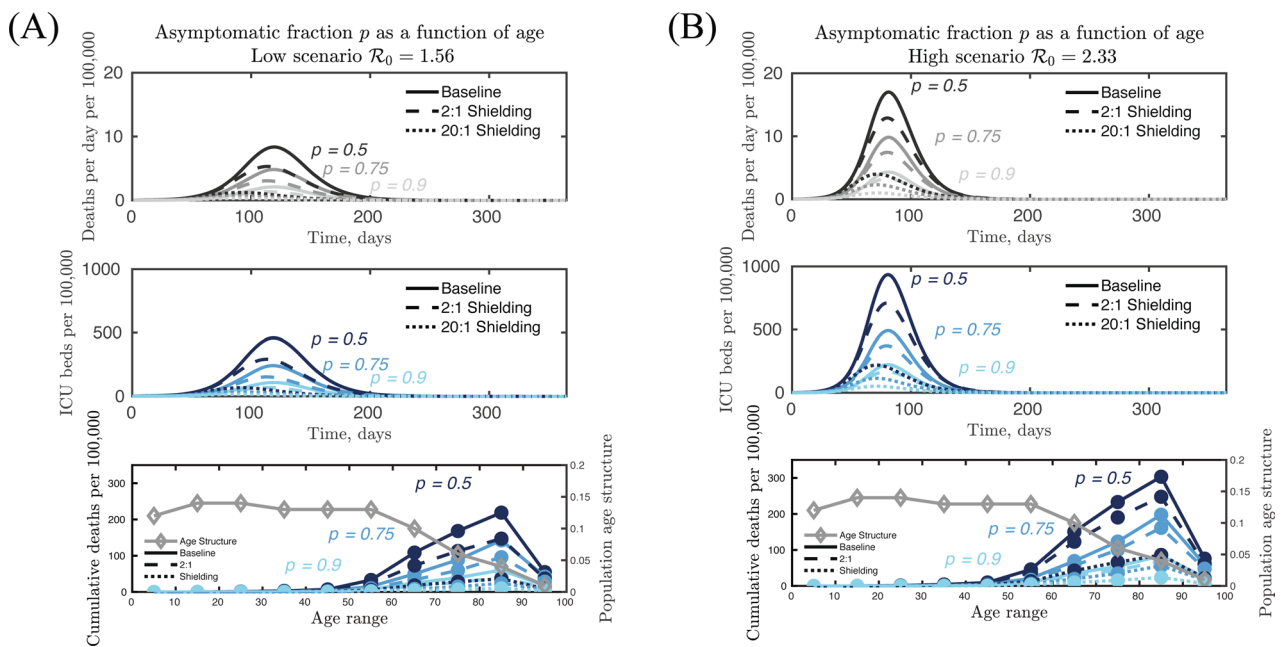 (A)
Asymptomatic fraction p as a function of age
Low scenario R₀ = 1.56
Deaths per day per 100,000
20
10
0
Baseline
2:1 Shielding
20:1 Shielding
p = 0.5
p = 0.75
p = 0.9
0 100 200 300
Time, days
ICU beds per 100,000
1000
500
0
Baseline
2:1 Shielding
20:1 Shielding
p = 0.5
p = 0.75
p = 0.9
0 100 200 300
Time, days
Cumulative deaths per 100,000
300
200
100
0
p = 0.5
p = 0.75
p = 0.9
Age Structure
Baseline
2:1
Shielding
0.2
0.15
0.1
0.05
0
Population age structure
0 10 20 30 40 50 60 70 80 90 100
Age range
(B)
Asymptomatic fraction p as a function of age
High scenario R₀ = 2.33
Deaths per day per 100,000
20
10
0
Baseline
2:1 Shielding
20:1 Shielding
p = 0.5
p = 0.75
p = 0.9
0 100 200 300
Time, days
ICU beds per 100,000
1000
500
0
Baseline
2:1 Shielding
20:1 Shielding
p = 0.5
p = 0.75
p = 0.9
0 100 200 300
Time, days
Cumulative deaths per 100,000
300
200
100
0
p = 0.5
p = 0.75
p = 0.9
Age Structure
Baseline
2:1
Shielding
0.2
0.15
0.1
0.05
0
Population age structure
0 10 20 30 40 50 60 70 80 90 100
Age range